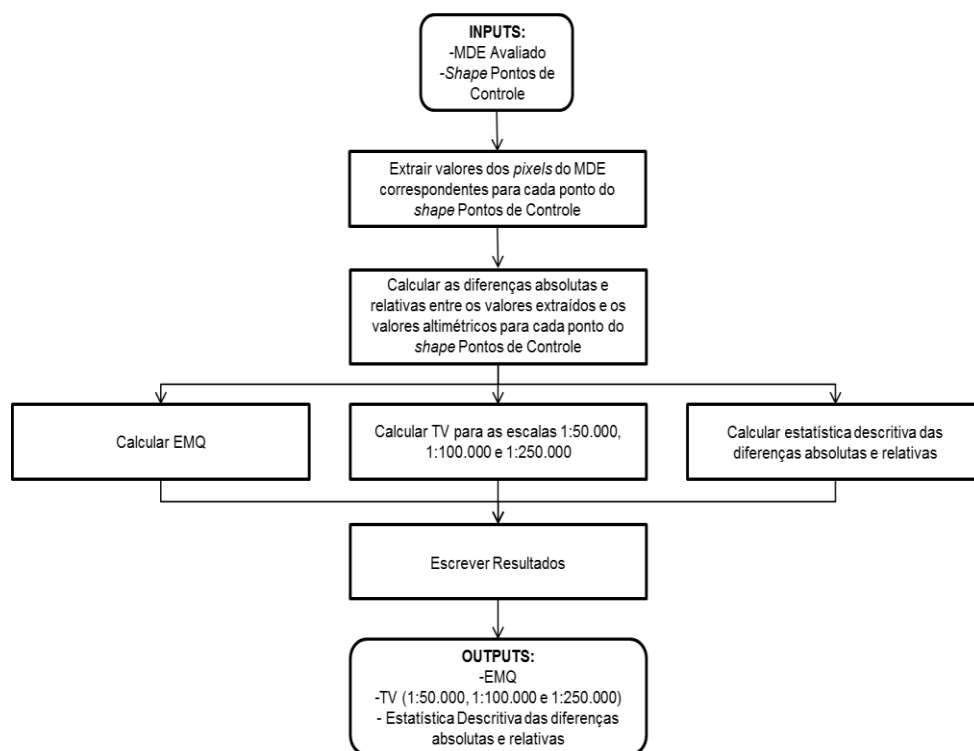 INPUTS:
-MDE Avaliado
-Shape Pontos de
Controle
Extrair valores dos pixels do MDE
correspondentes para cada ponto do
shape Pontos de Controle
Calcular as diferenças absolutas e
relativas entre os valores extraídos e os
valores altimétricos para cada ponto do
shape Pontos de Controle
Calcular EMQ
Calcular TV para as escalas 1:50.000,
1:100.000 e 1:250.000
Calcular estatística descritiva das
diferenças absolutas e relativas
Escrever Resultados
OUTPUTS:
-EMQ
-TV (1:50.000, 1:100.000 e 1:250.000)
- Estatística Descritiva das diferenças
absolutas e relativas